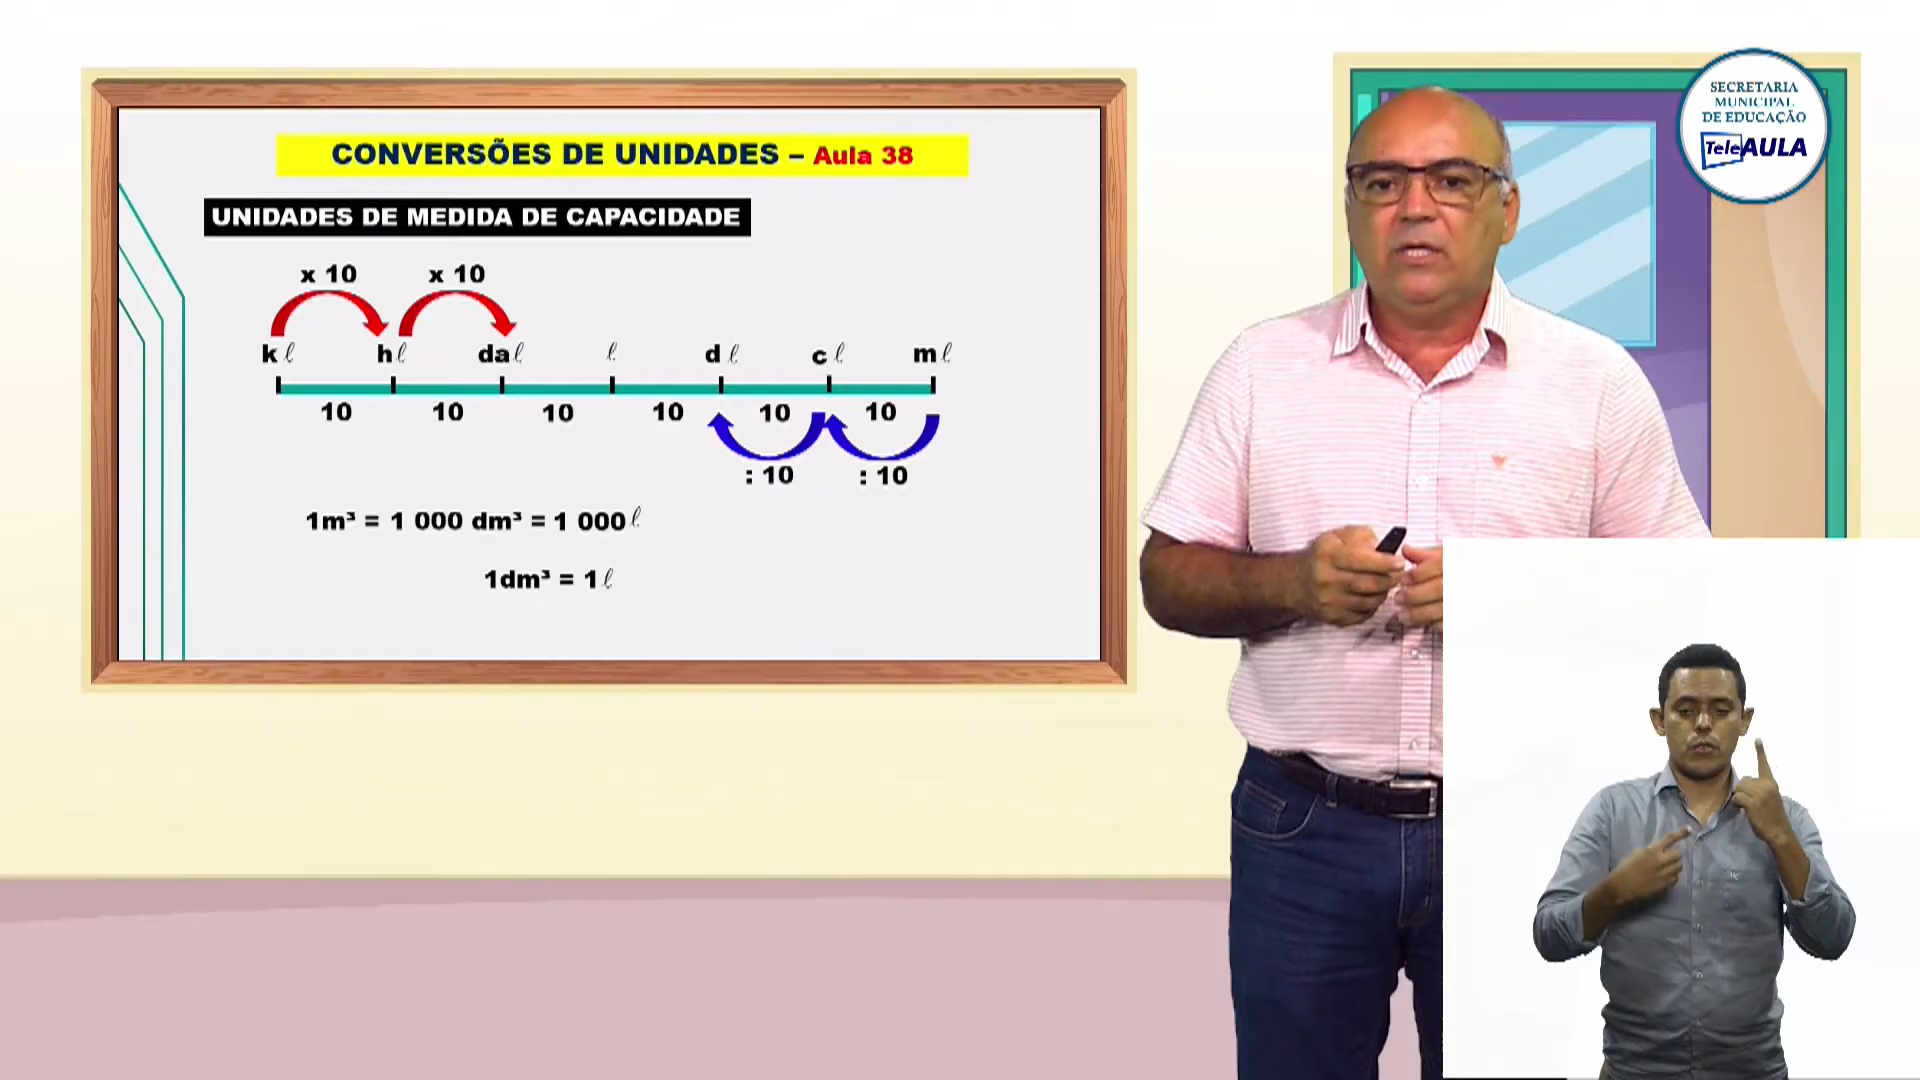 SECRETARIA
MUNICIPAL
DE EDUCAÇÃO
TeleAULA
CONVERSÕES DE UNIDADES – Aula 38
UNIDADES DE MEDIDA DE CAPACIDADE
x 10 x 10
kℓ hℓ daℓ ℓ dℓ cℓ mℓ
10 10 10 10 10 10
: 10 : 10
1m³ = 1 000 dm³ = 1 000ℓ
1dm³ = 1ℓ